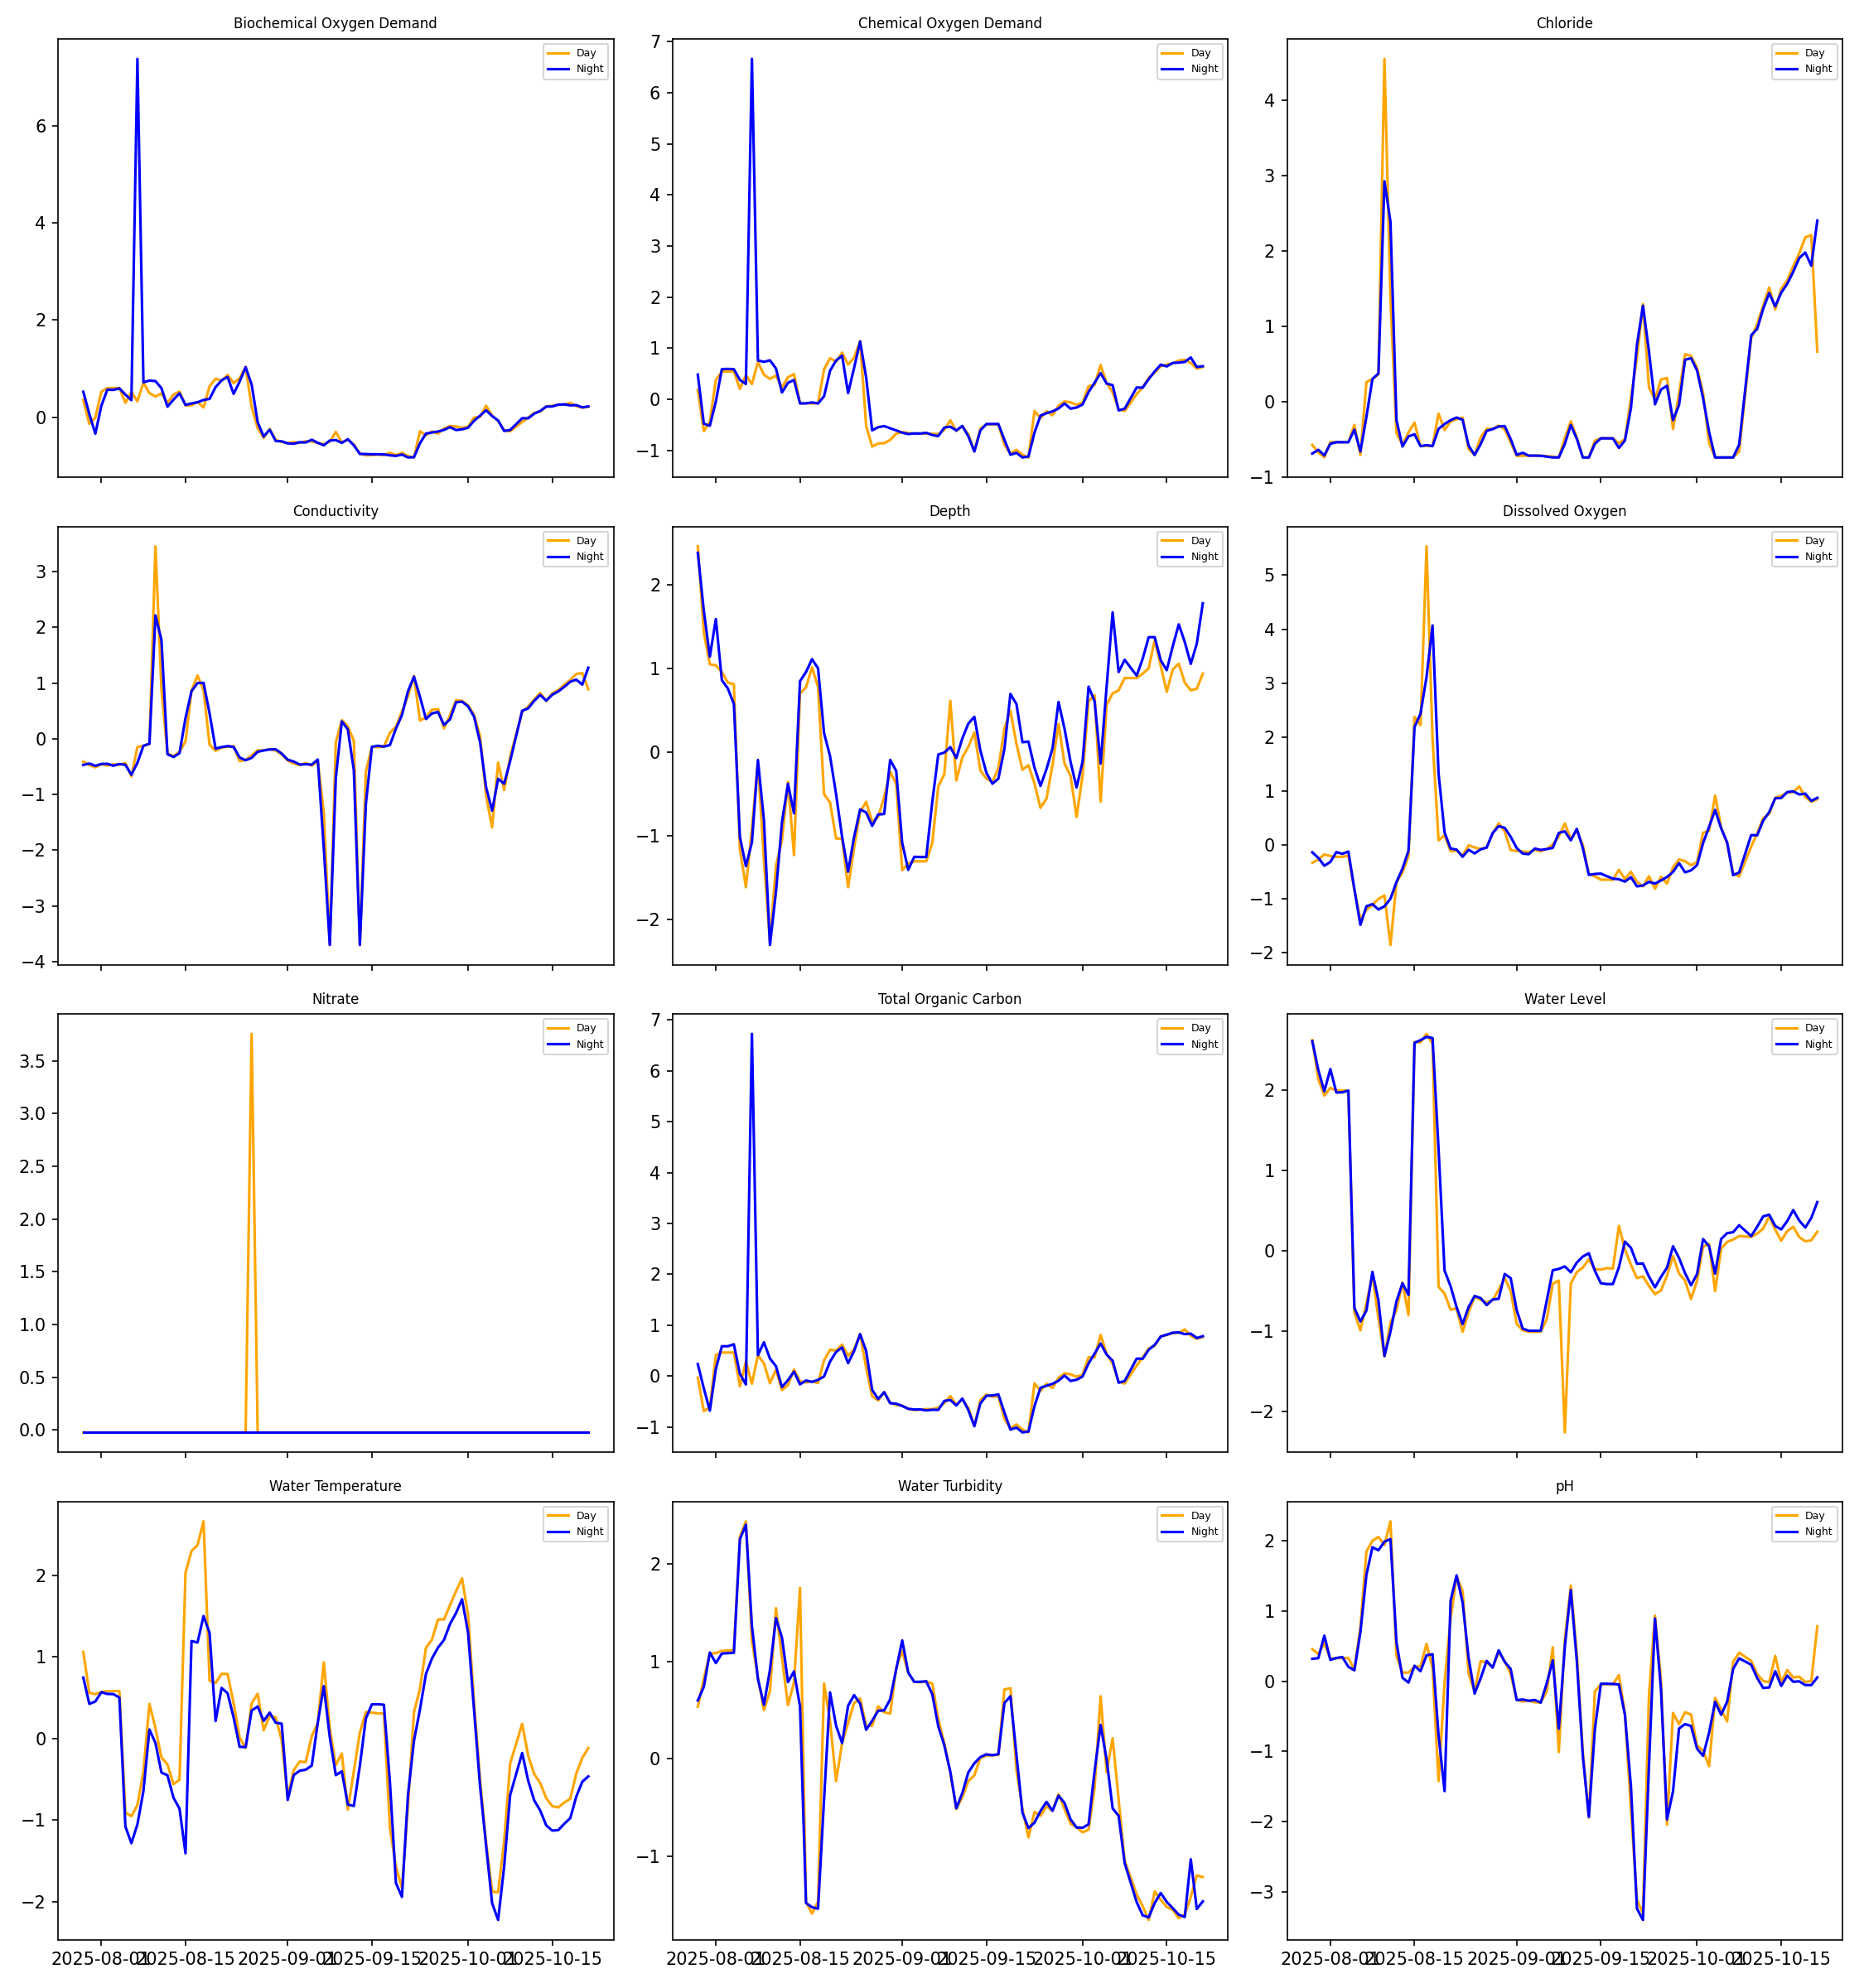 Biochemical Oxygen Demand
Day
Night
6
4
2
0
Chemical Oxygen Demand
Day
Night
7
6
5
4
3
2
1
0
−1
Chloride
Day
Night
4
3
2
1
0
−1
Conductivity
Day
Night
3
2
1
0
−1
−2
−3
−4
Depth
Day
Night
2
1
0
−1
−2
Dissolved Oxygen
Day
Night
5
4
3
2
1
0
−1
−2
Nitrate
Day
Night
3.5
3.0
2.5
2.0
1.5
1.0
0.5
0.0
Total Organic Carbon
Day
Night
7
6
5
4
3
2
1
0
−1
Water Level
Day
Night
2
1
0
−1
−2
Water Temperature
Day
Night
2
1
0
−1
−2
2025-08-01 2025-08-15 2025-09-01 2025-09-15 2025-10-01 2025-10-15
Water Turbidity
Day
Night
2
1
0
−1
2025-08-01 2025-08-15 2025-09-01 2025-09-15 2025-10-01 2025-10-15
pH
Day
Night
2
1
0
−1
−2
−3
2025-08-01 2025-08-15 2025-09-01 2025-09-15 2025-10-01 2025-10-15